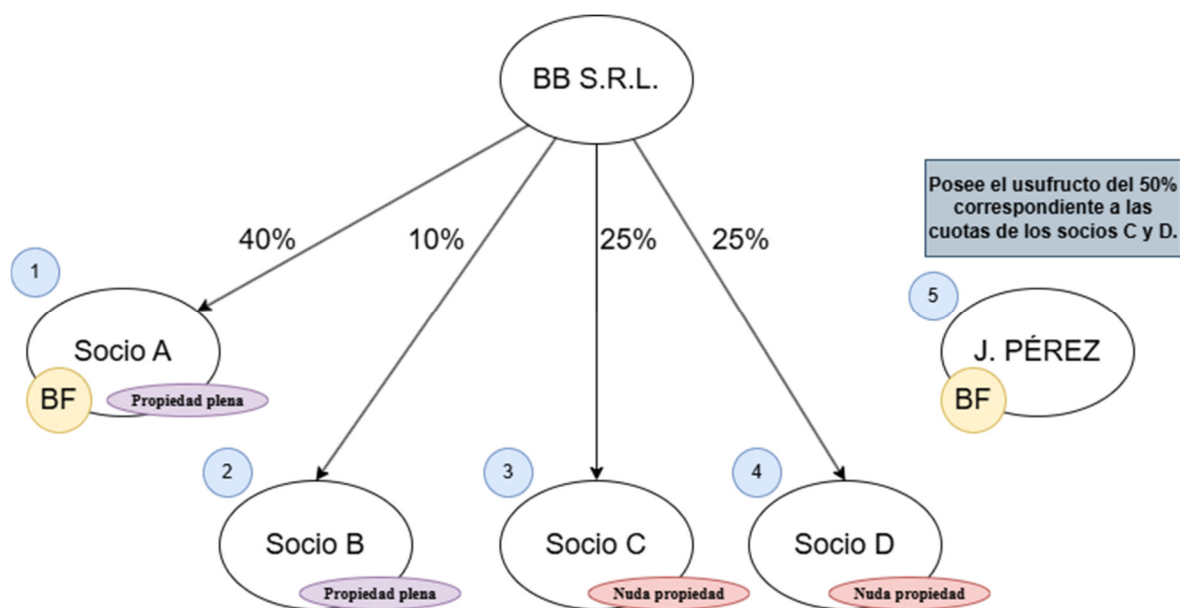 BB S.R.L.
Posee el usufructo del 50%
correspondiente a las
cuotas de los socios C y D.
40%
10%
25%
25%
1
Socio A
BF
Propiedad plena
5
J. PÉREZ
BF
2
Socio B
Propiedad plena
3
Socio C
Nuda propiedad
4
Socio D
Nuda propiedad